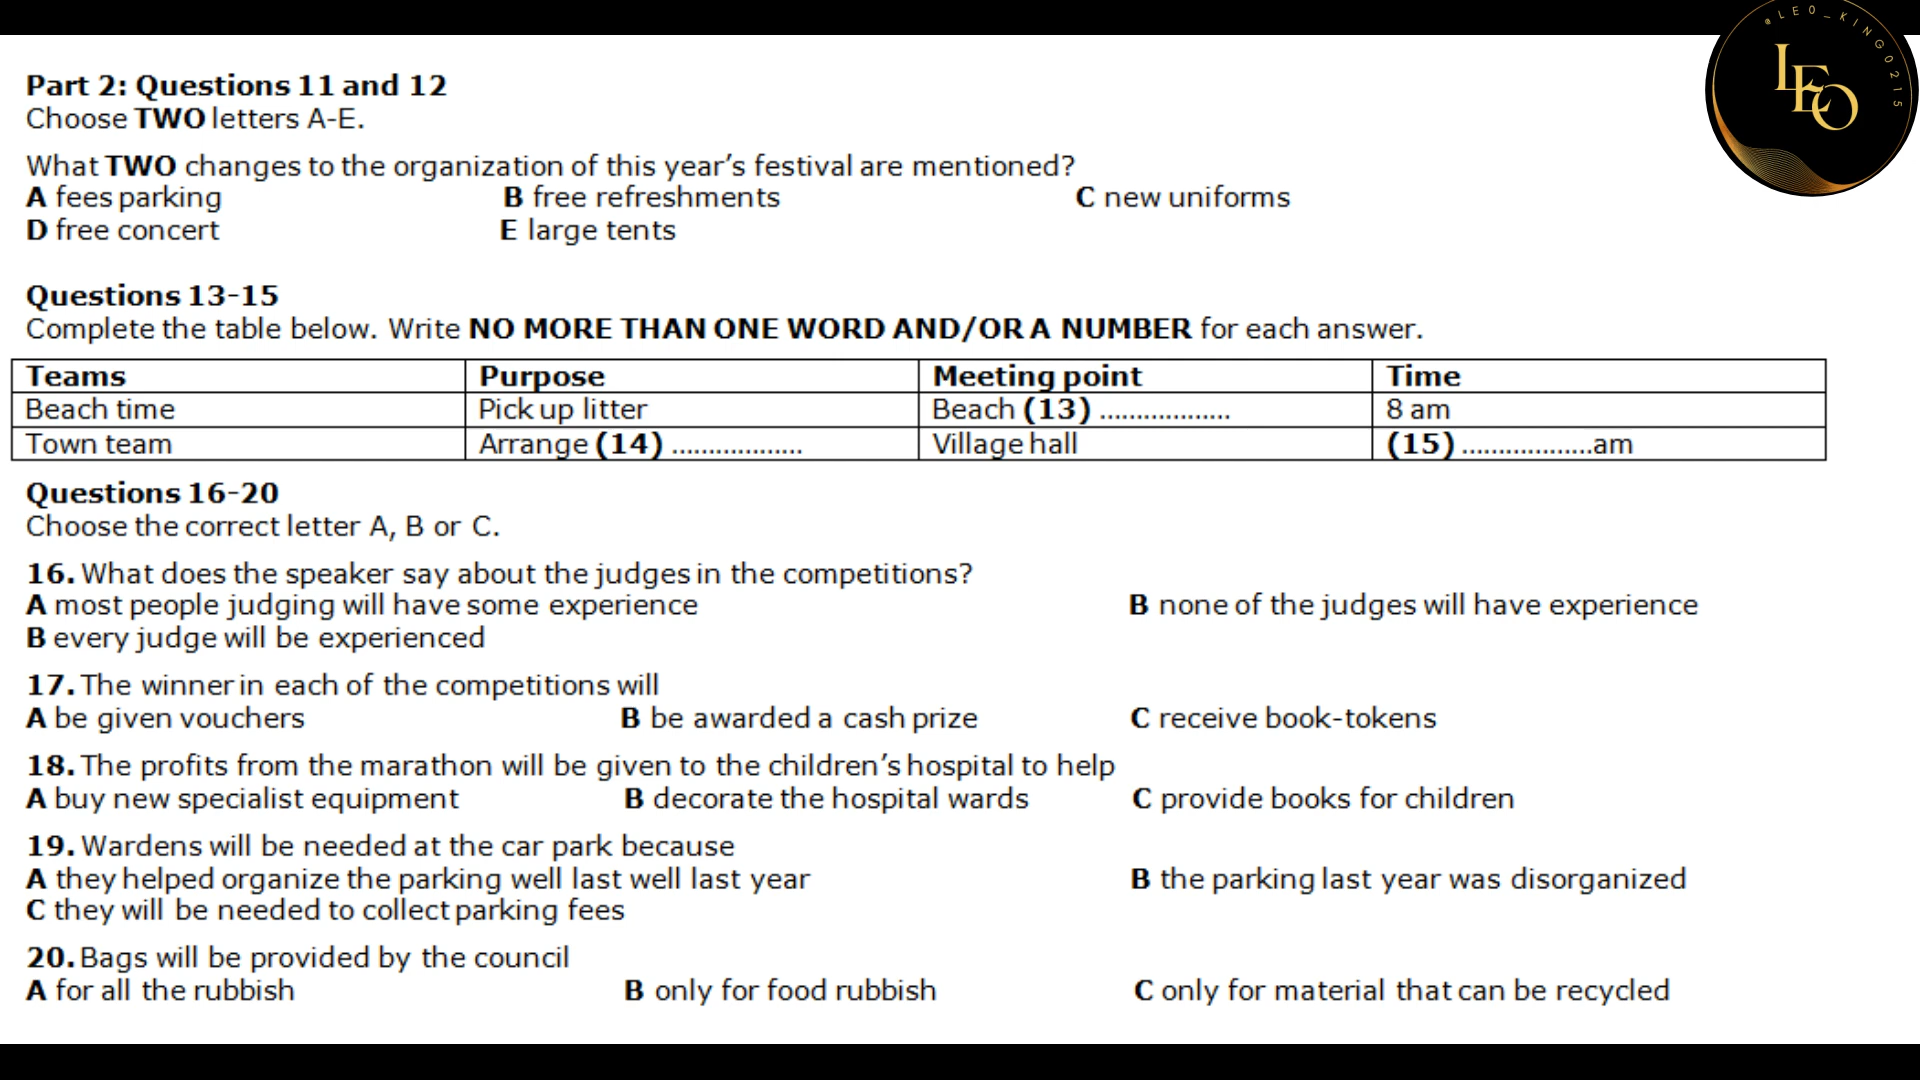 @LEO_KING0215
LEO
Part 2: Questions 11 and 12
Choose TWO letters A-E.
What TWO changes to the organization of this year’s festival are mentioned?
A fees parking B free refreshments C new uniforms
D free concert E large tents
Questions 13-15
Complete the table below. Write NO MORE THAN ONE WORD AND/OR A NUMBER for each answer.
Teams Purpose Meeting point Time
Beach time Pick up litter Beach (13) .................. 8 am
Town team Arrange (14) .................. Village hall (15) ..................am
Questions 16-20
Choose the correct letter A, B or C.
16. What does the speaker say about the judges in the competitions?
A most people judging will have some experience B none of the judges will have experience
B every judge will be experienced
17. The winner in each of the competitions will
A be given vouchers B be awarded a cash prize C receive book-tokens
18. The profits from the marathon will be given to the children’s hospital to help
A buy new specialist equipment B decorate the hospital wards C provide books for children
19. Wardens will be needed at the car park because
A they helped organize the parking well last well last year B the parking last year was disorganized
C they will be needed to collect parking fees
20. Bags will be provided by the council
A for all the rubbish B only for food rubbish C only for material that can be recycled